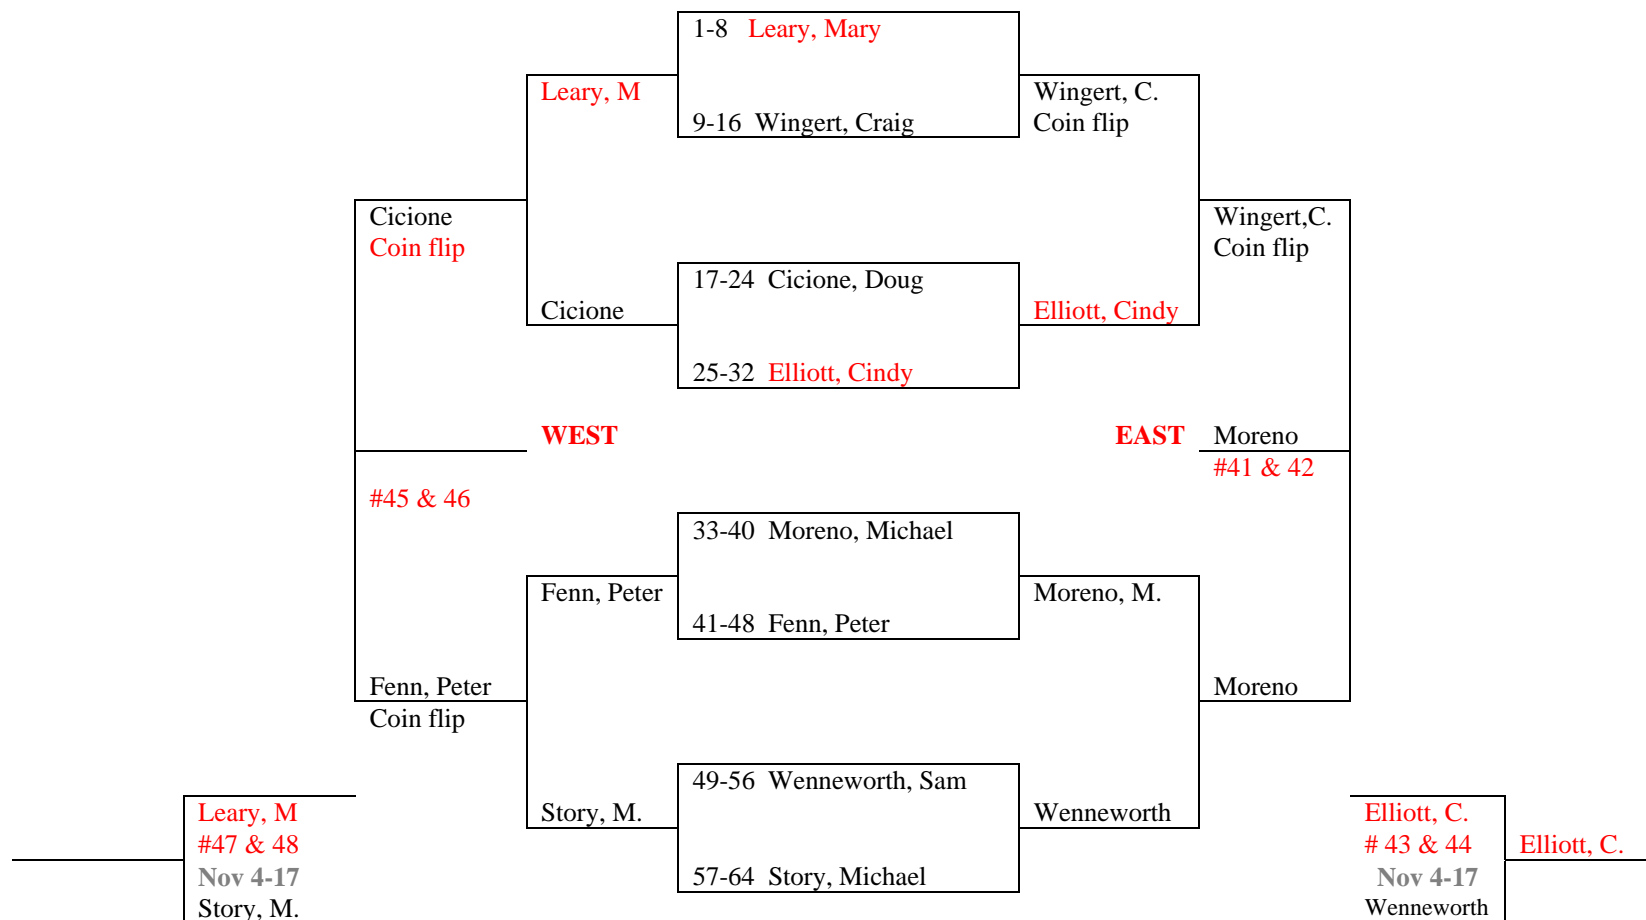 1-8 Leary, Mary
Leary, M
Wingert, C.
9-16 Wingert, Craig
Coin flip
Cicione
Coin flip
Wingert,C.
Coin flip
17-24 Cicione, Doug
Cicione
Elliott, Cindy
25-32 Elliott, Cindy
WEST
EAST
Moreno
#41 & 42
#45 & 46
33-40 Moreno, Michael
Fenn, Peter
Moreno, M.
41-48 Fenn, Peter
Fenn, Peter
Coin flip
Moreno
49-56 Wenneworth, Sam
Story, M.
Wenneworth
57-64 Story, Michael
Leary, M
#47 & 48
Nov 4-17
Story, M.
Elliott, C.
# 43 & 44
Nov 4-17
Wenneworth
Elliott, C.